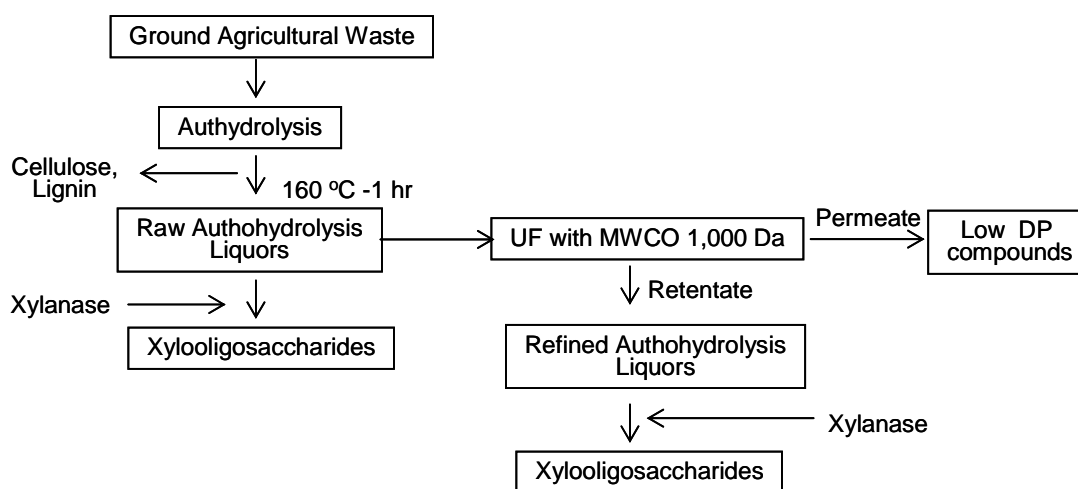 Ground Agricultural Waste
Authydrolysis
Cellulose,
Lignin
160 ºC -1 hr
Raw Authohydrolysis
Liquors
Xylanase
Xylooligosaccharides
UF with MWCO 1,000 Da
Permeate
Low DP
compounds
Retentate
Refined Authohydrolysis
Liquors
Xylanase
Xylooligosaccharides